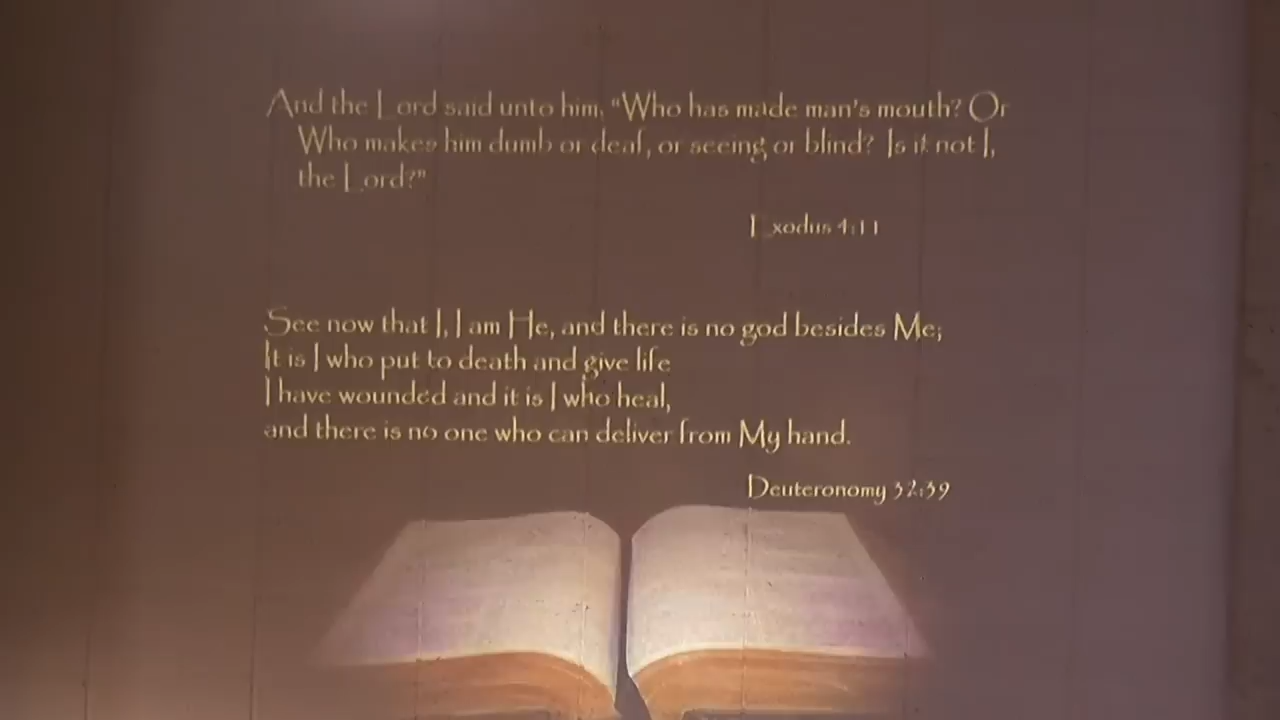 And the Lord said unto him, "Who has made man's mouth? Or
Who makes him dumb or deaf, or seeing or blind? Is it not I,
the Lord?"
Exodus 4:11
See now that I, I am He, and there is no god besides Me;
It is I who put to death and give life
I have wounded and it is I who heal,
and there is no one who can deliver from My hand.
Deuteronomy 32:39